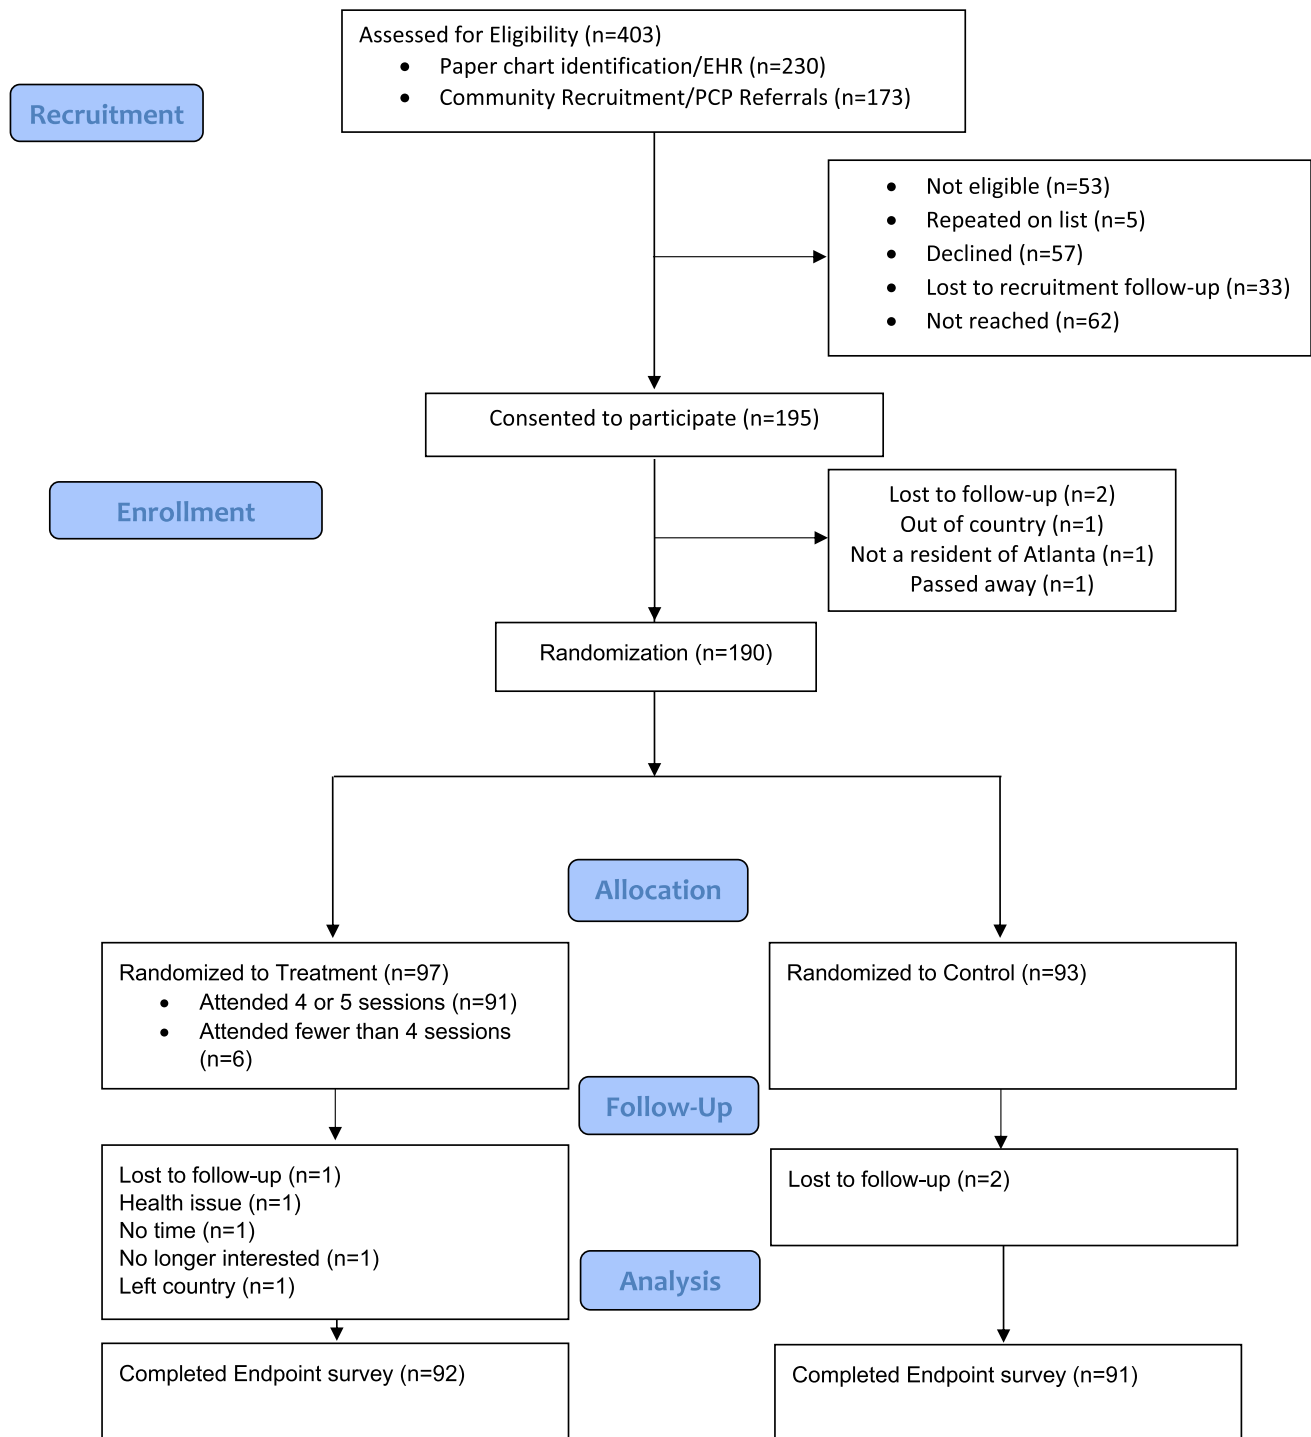 Assessed for Eligibility (n=403)
• Paper chart identification/EHR (n=230)
• Community Recruitment/PCP Referrals (n=173)
Recruitment
• Not eligible (n=53)
• Repeated on list (n=5)
• Declined (n=57)
• Lost to recruitment follow-up (n=33)
• Not reached (n=62)
Consented to participate (n=195)
Enrollment
Lost to follow-up (n=2)
Out of country (n=1)
Not a resident of Atlanta (n=1)
Passed away (n=1)
Randomization (n=190)
Allocation
Randomized to Treatment (n=97)
• Attended 4 or 5 sessions (n=91)
• Attended fewer than 4 sessions
(n=6)
Randomized to Control (n=93)
Follow-Up
Lost to follow-up (n=1)
Health issue (n=1)
No time (n=1)
No longer interested (n=1)
Left country (n=1)
Lost to follow-up (n=2)
Analysis
Completed Endpoint survey (n=92)
Completed Endpoint survey (n=91)